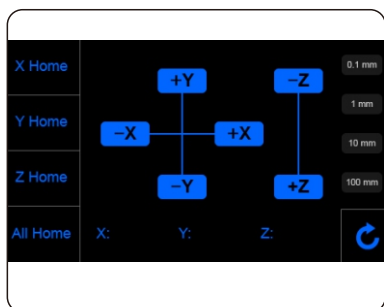 X Home
Y Home
Z Home
All Home
+Y
−X
+X
−Y
−Z
+Z
0.1 mm
1 mm
10 mm
100 mm
X:
Y:
Z: